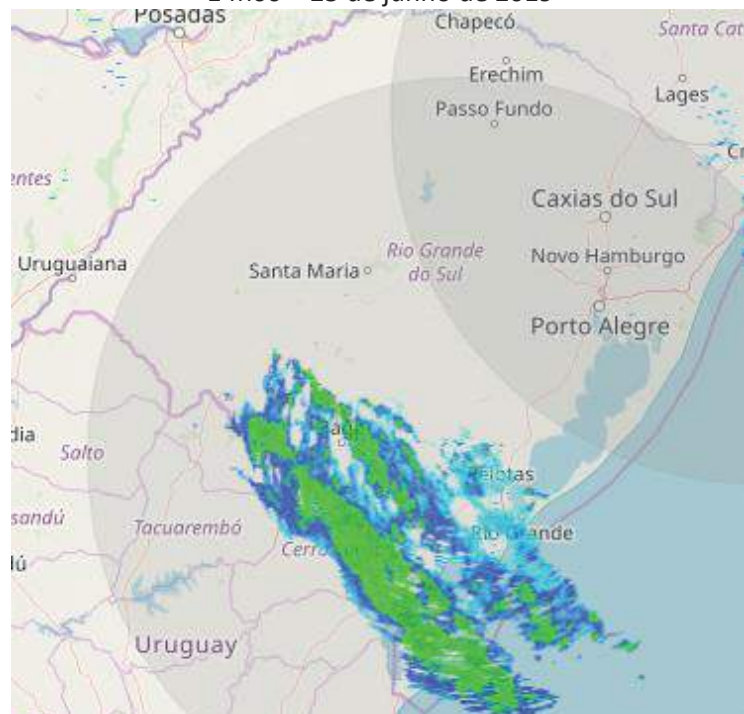 Posadas
Chapecó
Santa Cat
Erechim
Lages
Passo Fundo
entes
Caxias do Sul
Uruguaiana
Santa Maria
Rio Grande
do Sul
Novo Hamburgo
Porto Alegre
dia
Salto
Pelotas
sandú
Tacuarembó
Rio Grande
Cerro
Uruguay